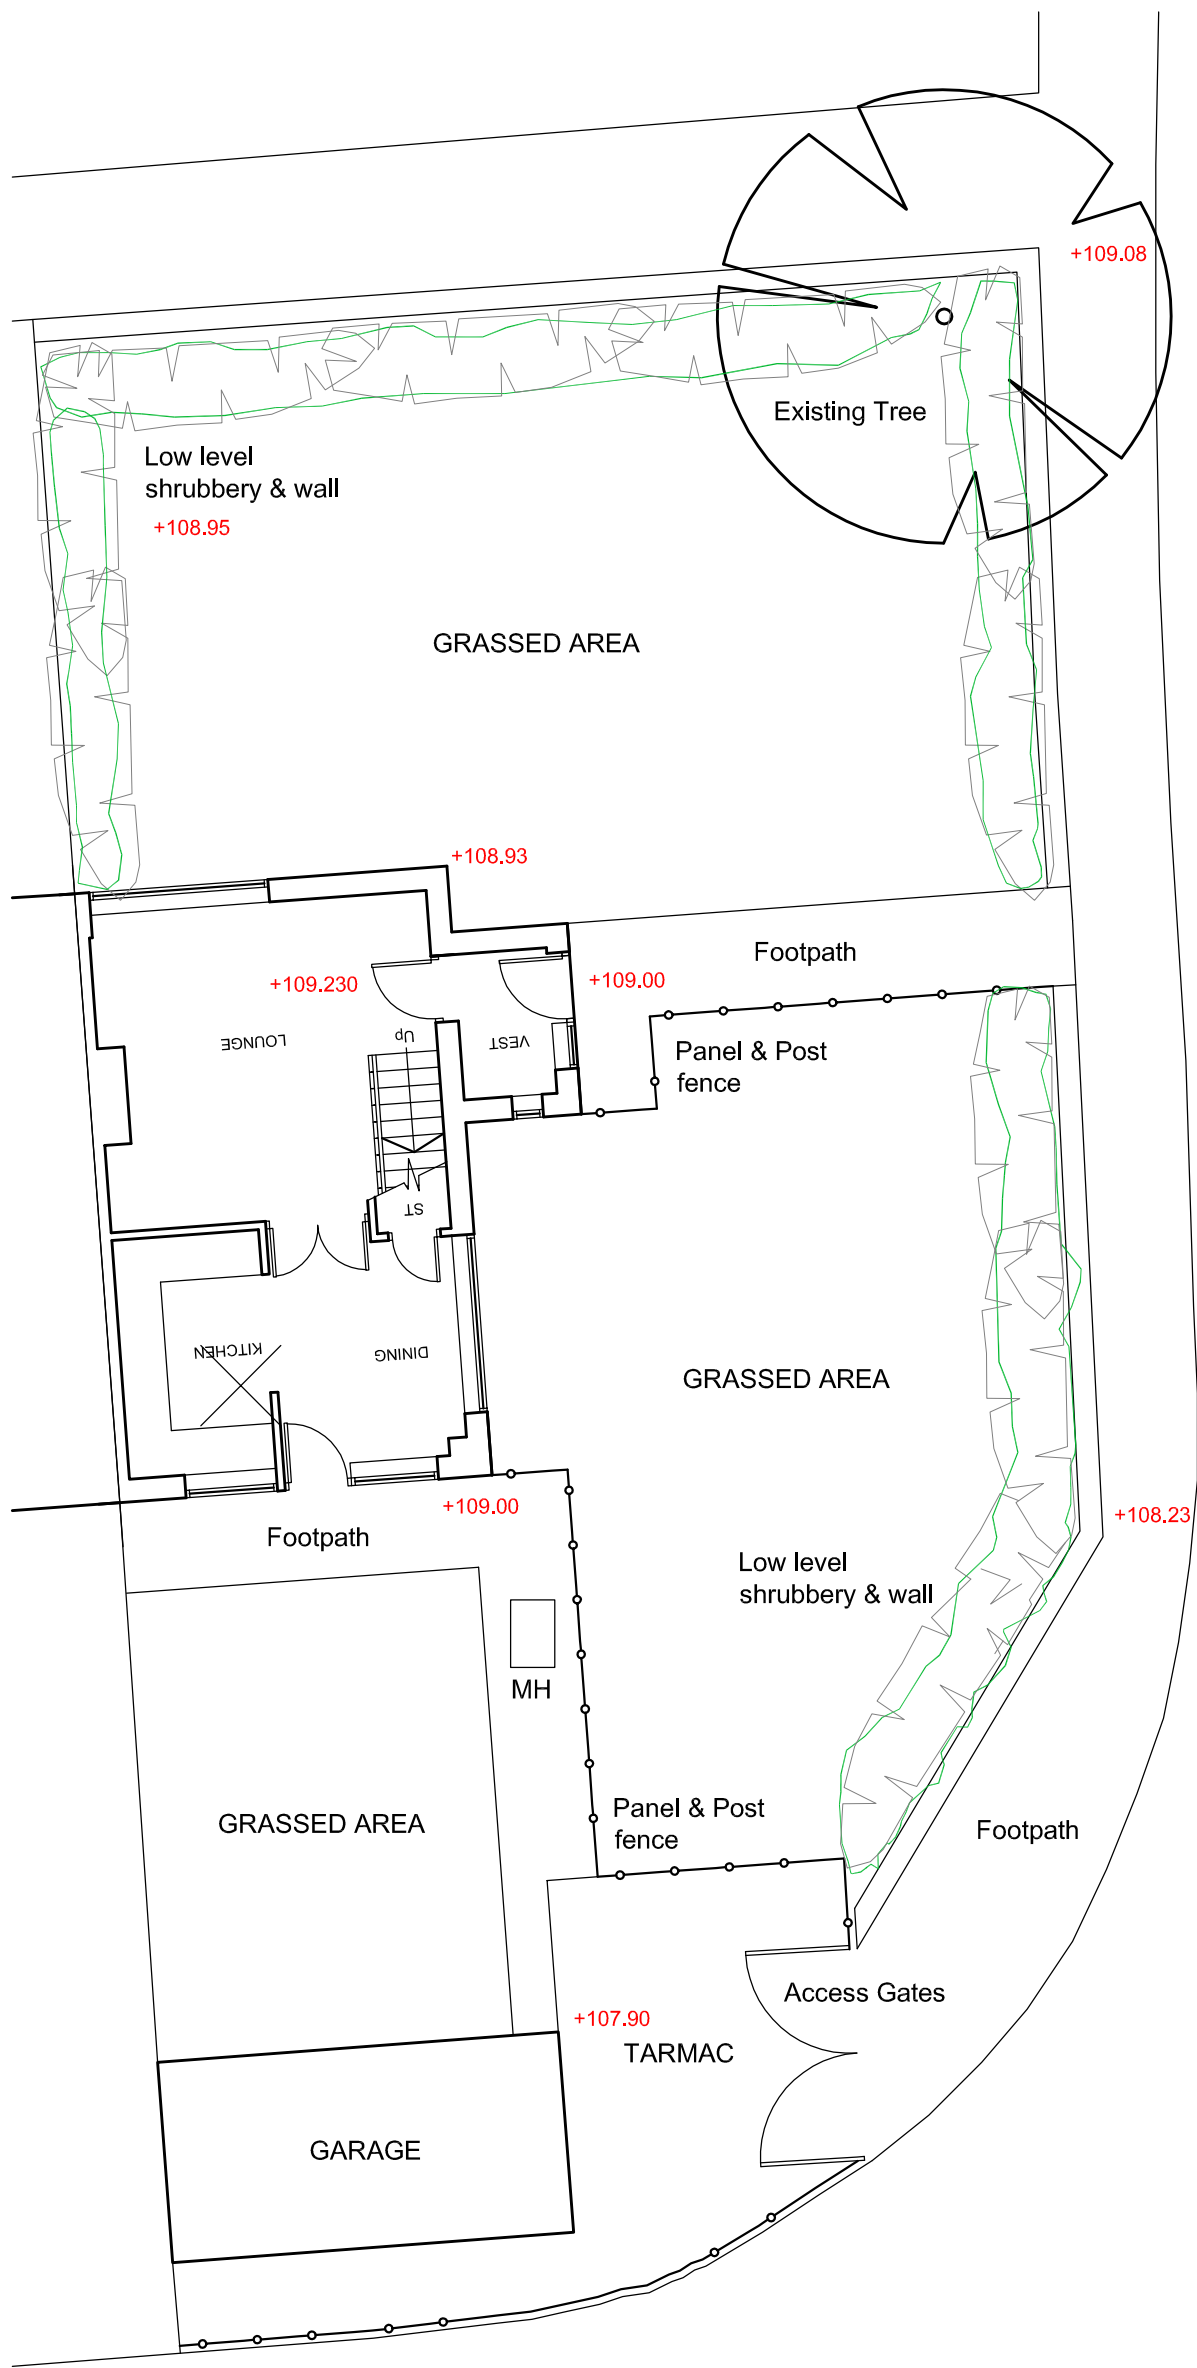 +109.08
Existing Tree
Low level
shrubbery & wall
+108.95
GRASSED AREA
+108.93
Footpath
+109.230
+109.00
LOUNGE
Up
VEST
Panel & Post
fence
ST
KITCHEN
DINING
GRASSED AREA
+109.00
+108.23
Footpath
Low level
shrubbery & wall
MH
Panel & Post
fence
GRASSED AREA
Footpath
Access Gates
+107.90
TARMAC
GARAGE